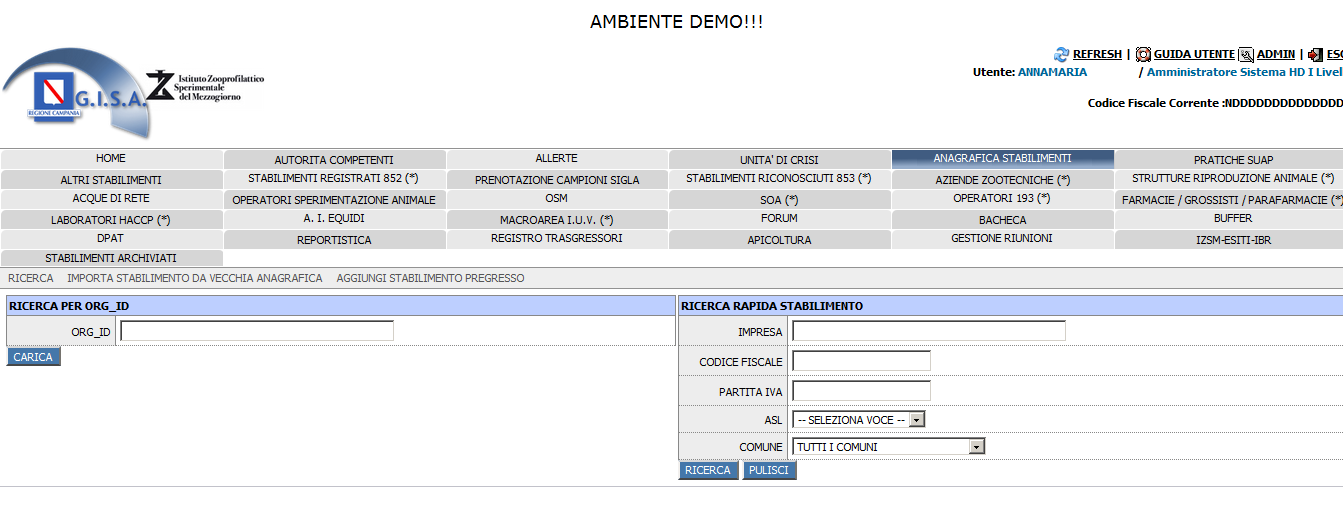 AMBIENTE DEMO!!!
REFRESH | GUIDA UTENTE ADMIN | ESC
Utente: ANNAMARIA / Amministratore Sistema HD I Livel
Codice Fiscale Corrente :NDDDDDDDDDDDDDDD
G.I.S.A.
REGIONE CAMPANIA
Istituto Zooprofilattico
Sperimentale
del Mezzogiorno
HOME AUTORITA COMPETENTI ALLERTE UNITA' DI CRISI ANAGRAFICA STABILIMENTI PRATICHE SUAP
ALTRI STABILIMENTI STABILIMENTI REGISTRATI 852 (*) PRENOTAZIONE CAMPIONI SIGLA STABILIMENTI RICONOSCIUTI 853 (*) AZIENDE ZOOTECNICHE (*) STRUTTURE RIPRODUZIONE ANIMALE (*)
ACQUE DI RETE OPERATORI SPERIMENTAZIONE ANIMALE OSM SOA (*) OPERATORI 193 (*) FARMACIE / GROSSISTI / PARAFARMACIE (*)
LABORATORI HACCP (*) A. I. EQUIDI MACROAREA I.U.V. (*) FORUM BACHECA BUFFER
DPAT REPORTISTICA REGISTRO TRASGRESSORI APICOLTURA GESTIONE RIUNIONI IZSM-ESITI-IBR
STABILIMENTI ARCHIVIATI
RICERCA IMPORTA STABILIMENTO DA VECCHIA ANAGRAFICA AGGIUNGI STABILIMENTO PREGRESSO
RICERCA PER ORG_ID
ORG_ID
CARICA
RICERCA RAPIDA STABILIMENTO
IMPRESA
CODICE FISCALE
PARTITA IVA
ASL -- SELEZIONA VOCE --
COMUNE TUTTI I COMUNI
RICERCA PULISCI